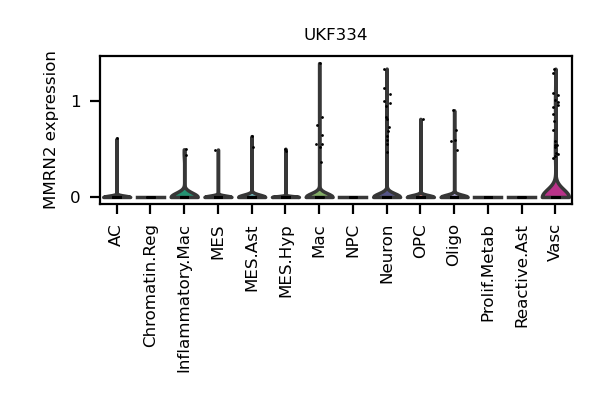 UKF334
MMRN2 expression
1
0
AC
Chromatin.Reg
Inflammatory.Mac
MES
MES.Ast
MES.Hyp
Mac
NPC
Neuron
OPC
Oligo
Prolif.Metab
Reactive.Ast
Vasc